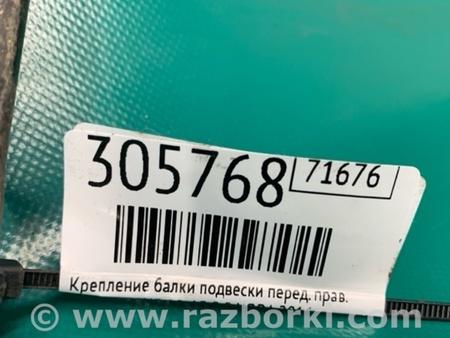 305768
71676
Крепление балки подвески перед. прав.
www.razborki.com